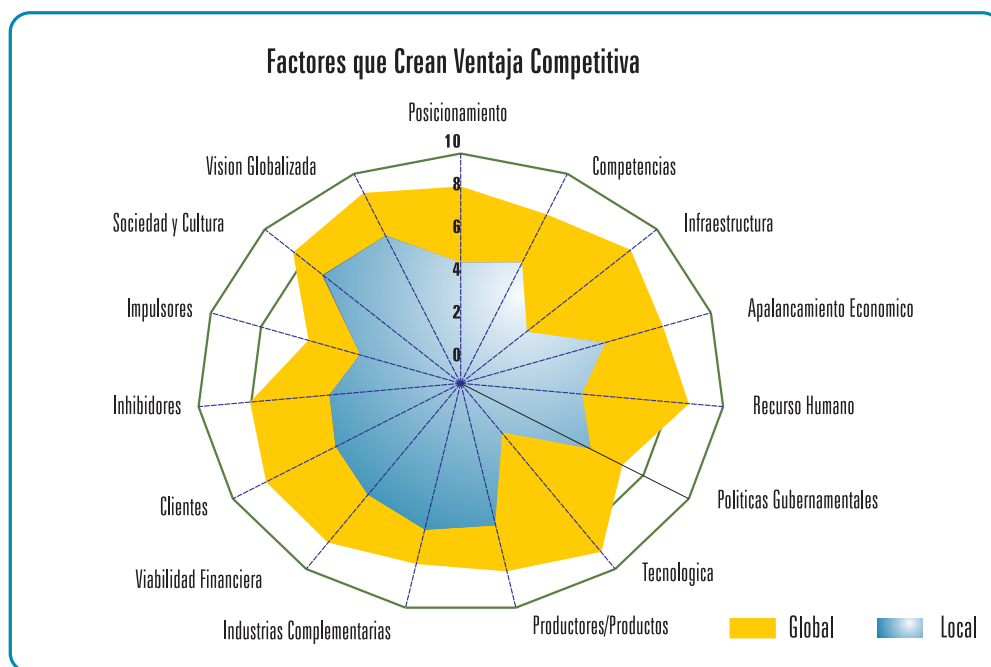 Factores que Crean Ventaja Competitiva
Posicionamiento
10
8
6
4
2
0
Competencias
Infraestructura
Apalancamiento Economico
Recurso Humano
Politicas Gubernamentales
Tecnologica
Productores/Productos
Industrias Complementarias
Viabilidad Financiera
Clientes
Inhibidores
Impulsores
Sociedad y Cultura
Vision Globalizada
Global
Local